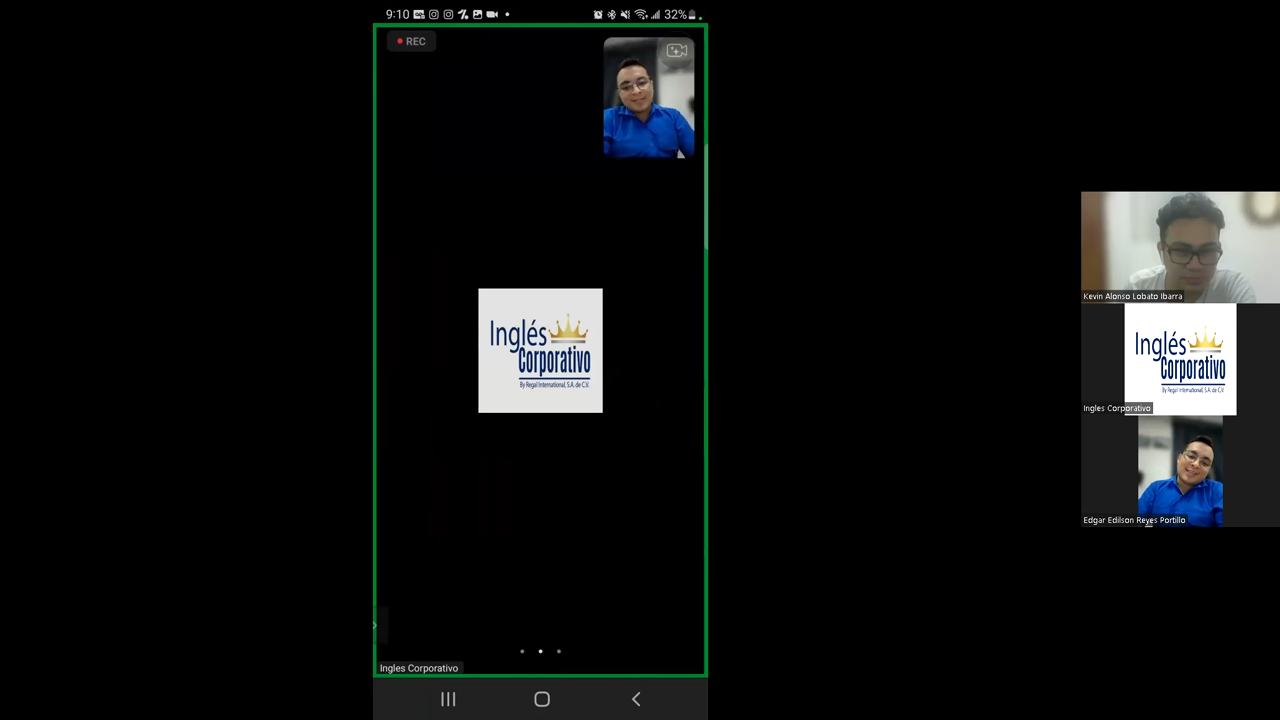 9:10
32%
REC
Inglés
Corporativo
By Regal International, S.A. de C.V.
Ingles Corporativo
Kevin Alonso Lobato Ibarra
Inglés
Corporativo
By Regal International, S.A. de C.V.
Ingles Corporativo
Edgar Edilson Reyes Portillo